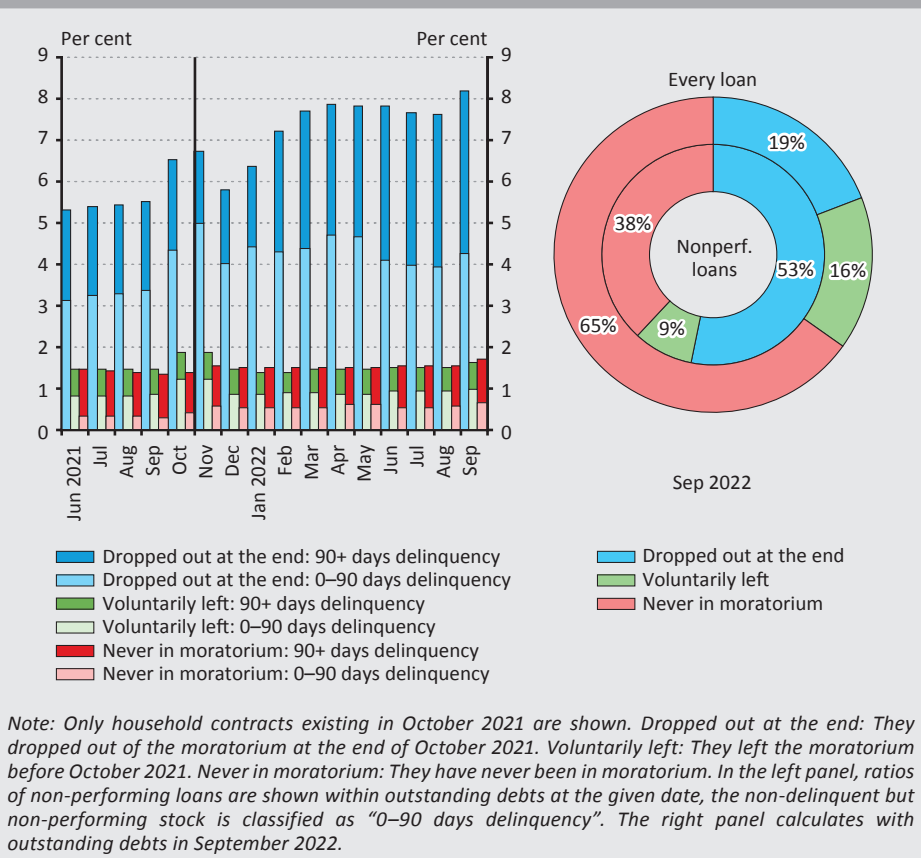 Per cent
Per cent
9
9
8
8
7
7
6
6
5
5
4
4
3
3
2
2
1
1
0
0
Jun 2021
Jul
Aug
Sep
Oct
Nov
Dec
Jan 2022
Feb
Mar
Apr
May
Jun
Jul
Aug
Sep
Every loan
19%
38%
Nonperf.
loans
53%
16%
65%
9%
Sep 2022
Dropped out at the end: 90+ days delinquency
Dropped out at the end: 0–90 days delinquency
Voluntarily left: 90+ days delinquency
Voluntarily left: 0–90 days delinquency
Never in moratorium: 90+ days delinquency
Never in moratorium: 0–90 days delinquency
Dropped out at the end
Voluntarily left
Never in moratorium
Note: Only household contracts existing in October 2021 are shown. Dropped out at the end: They
dropped out of the moratorium at the end of October 2021. Voluntarily left: They left the moratorium
before October 2021. Never in moratorium: They have never been in moratorium. In the left panel, ratios
of non-performing loans are shown within outstanding debts at the given date, the non-delinquent but
non-performing stock is classified as “0–90 days delinquency”. The right panel calculates with
outstanding debts in September 2022.